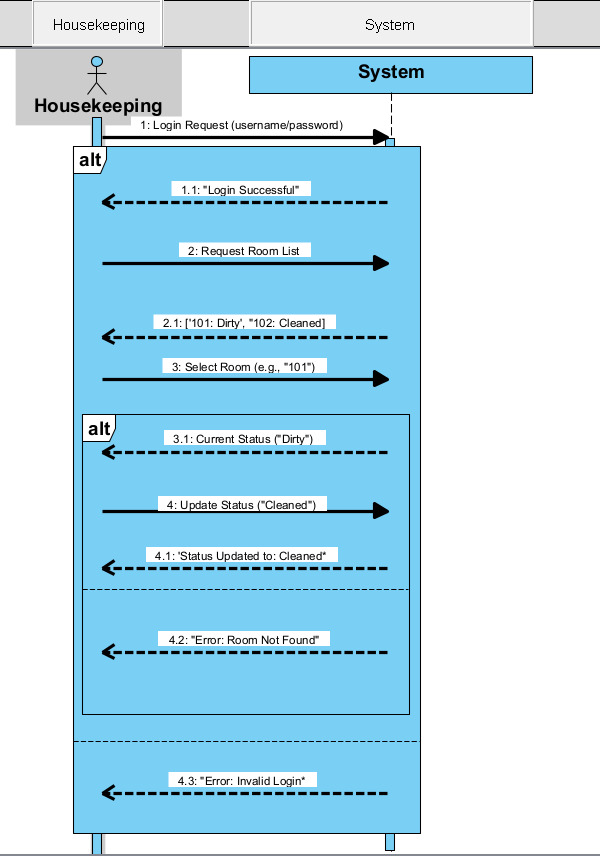 Housekeeping
System
Housekeeping
System
1: Login Request (username/password)
alt
1.1: "Login Successful"
2: Request Room List
2.1: ['101: Dirty', "102: Cleaned]
3: Select Room (e.g., "101")
alt
3.1: Current Status ("Dirty")
4: Update Status ("Cleaned")
4.1: 'Status Updated to: Cleaned*
4.2: "Error: Room Not Found"
4.3: "Error: Invalid Login*